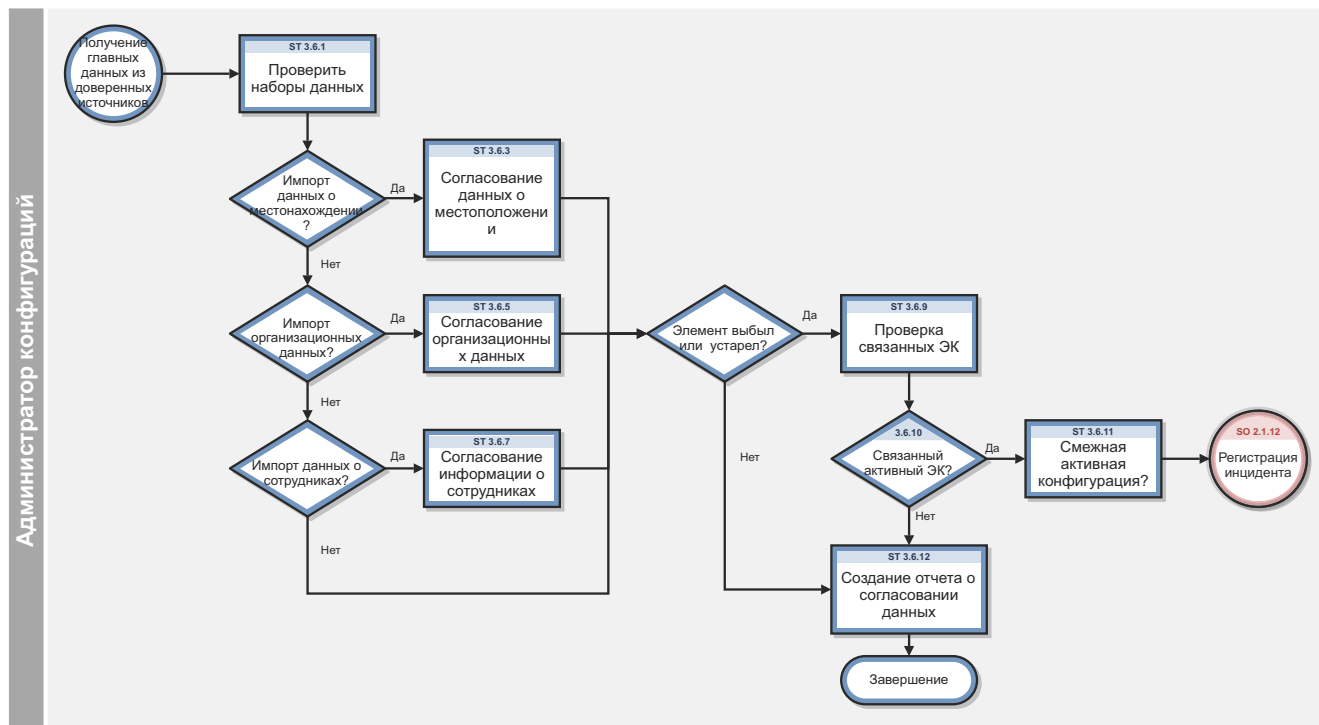 Администратор конфигураций
Получение
главных
данных из
доверенных
источников
ST 3.6.1
Проверить
наборы данных
Импорт
данных о
местонахождении
?
Да
ST 3.6.3
Согласование
данных о
местоположени
и
Нет
Импорт
организационных
данных?
Да
ST 3.6.5
Согласование
организационны
х данных
Нет
Импорт данных о
сотрудниках?
Да
ST 3.6.7
Согласование
информации о
сотрудниках
Нет
Элемент выбыл
или устарел?
Да
Нет
ST 3.6.9
Проверка
связанных ЭК
3.6.10
Связанный
активный ЭК?
Да
Нет
ST 3.6.11
Смежная
активная
конфигурация?
SO 2.1.12
Регистрация
инцидента
ST 3.6.12
Создание отчета о
согласовании
данных
Завершение